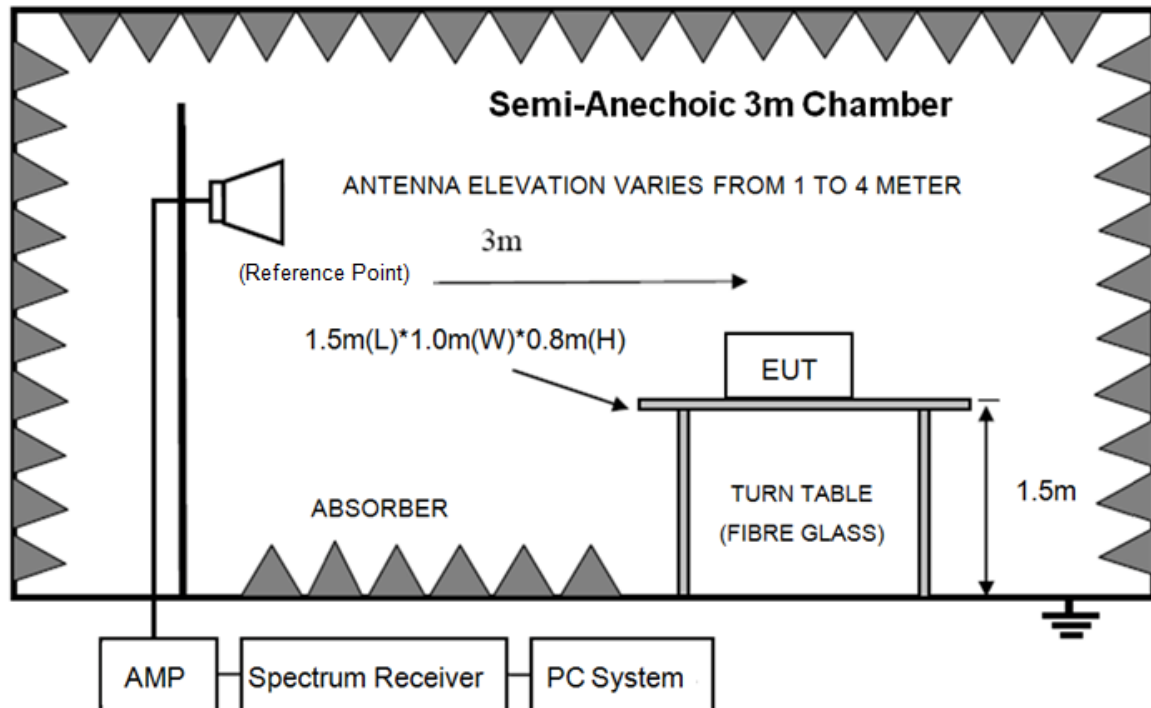 Semi-Anechoic 3m Chamber
ANTENNA ELEVATION VARIES FROM 1 TO 4 METER
3m
(Reference Point)
1.5m(L)*1.0m(W)*0.8m(H)
EUT
1.5m
TURN TABLE
(FIBRE GLASS)
ABSORBER
AMP
Spectrum Receiver
PC System